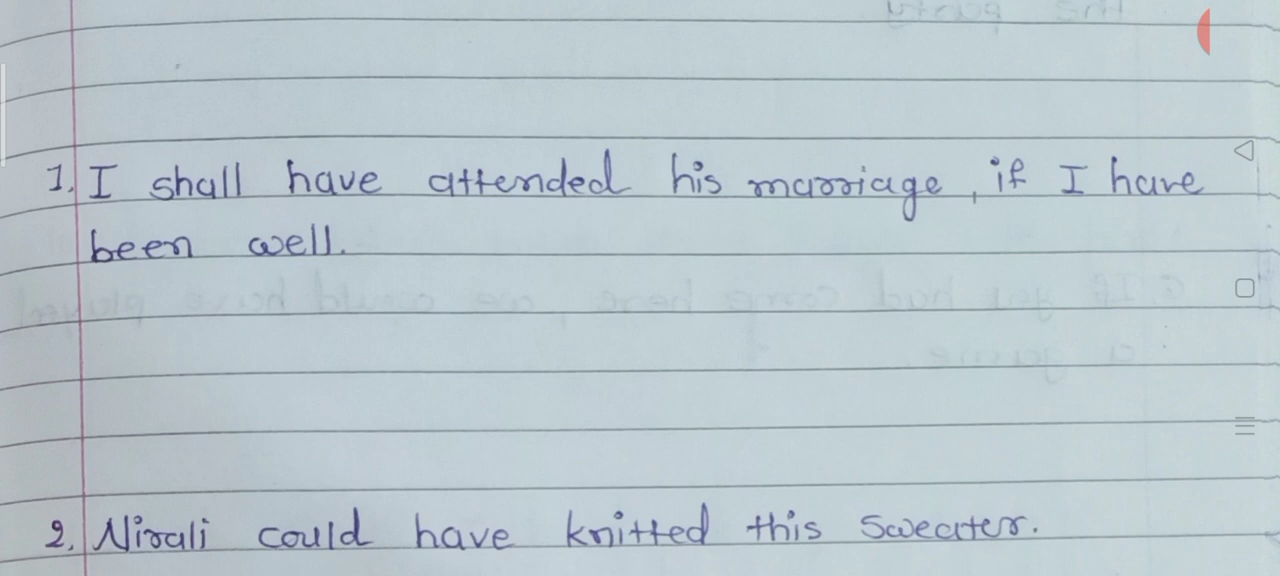 1. I shall have attended his marriage, if I have
been well.
2. Nirali could have knitted this sweater.